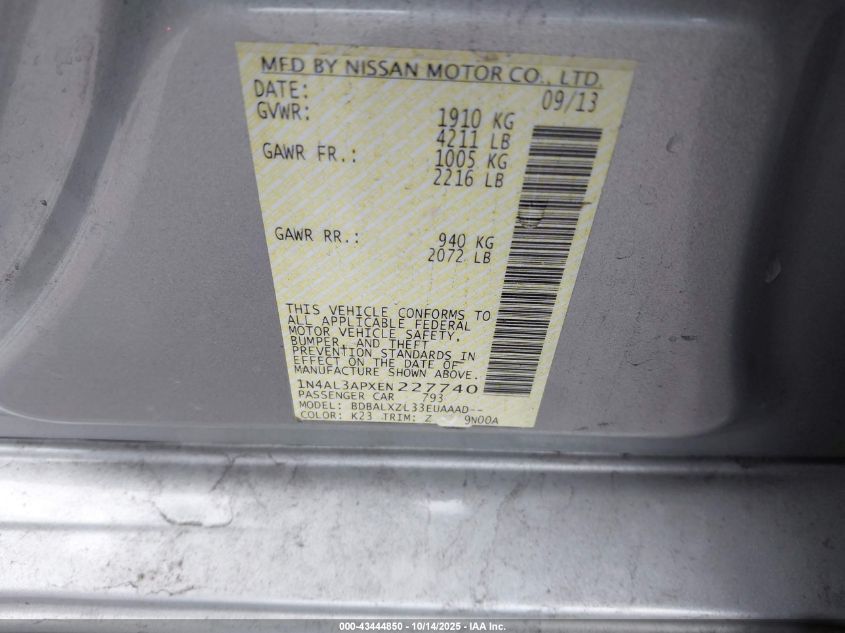 MFD BY NISSAN MOTOR CO., LTD.
DATE: 09/13
GVWR: 1910 KG
4211 LB
GAWR FR.: 1005 KG
2216 LB
GAWR RR.: 940 KG
2072 LB
THIS VEHICLE CONFORMS TO
ALL APPLICABLE FEDERAL
MOTOR VEHICLE SAFETY,
BUMPER, AND THEFT
PREVENTION STANDARDS IN
EFFECT ON THE DATE OF
MANUFACTURE SHOWN ABOVE.
1N4AL3APXEN227740
PASSENGER CAR 793
MODEL: BDBALXZL33EUAAAD--
COLOR: K23 TRIM: Z 9N00A
000-43444850 | 10/14/2025 - IAA Inc.